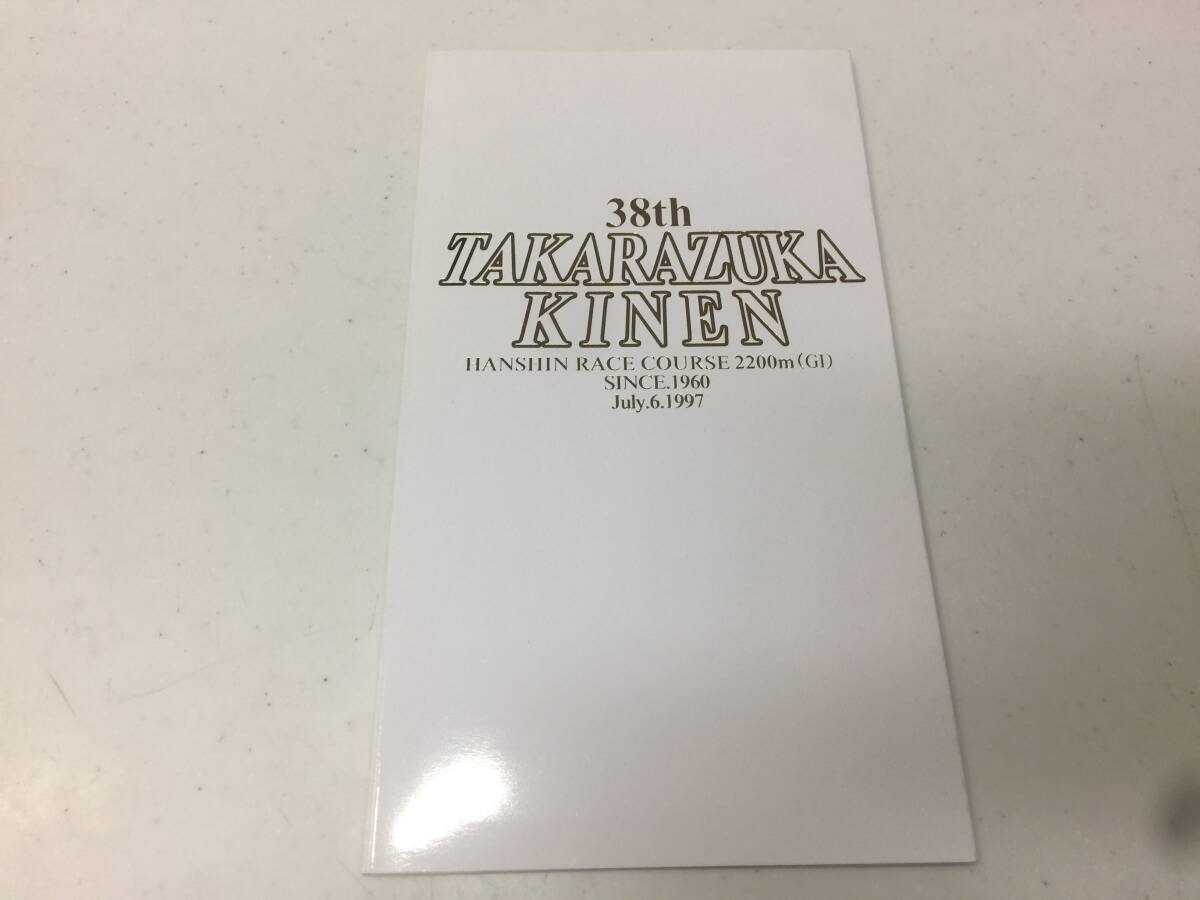 38th
TAKARAZUKA
KINEN
HANSHIN RACE COURSE 2200m(GI)
SINCE.1960
July.6.1997